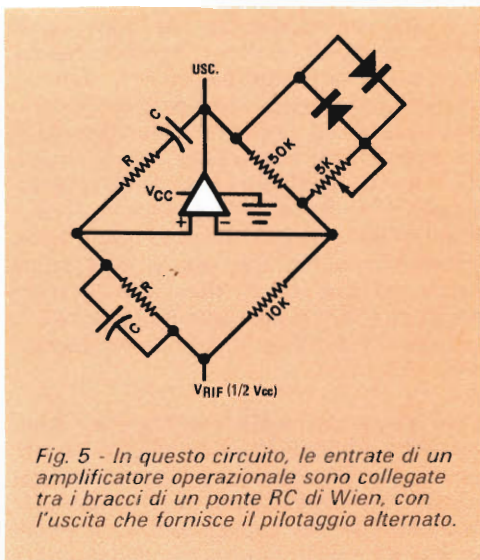 USC.
C
R
50K
5K
VCC
+
−
R
C
10K
VRIF (1/2 Vcc)
Fig. 5 - In questo circuito, le entrate di un
amplificatore operazionale sono collegate
tra i bracci di un ponte RC di Wien, con
l'uscita che fornisce il pilotaggio alternato.